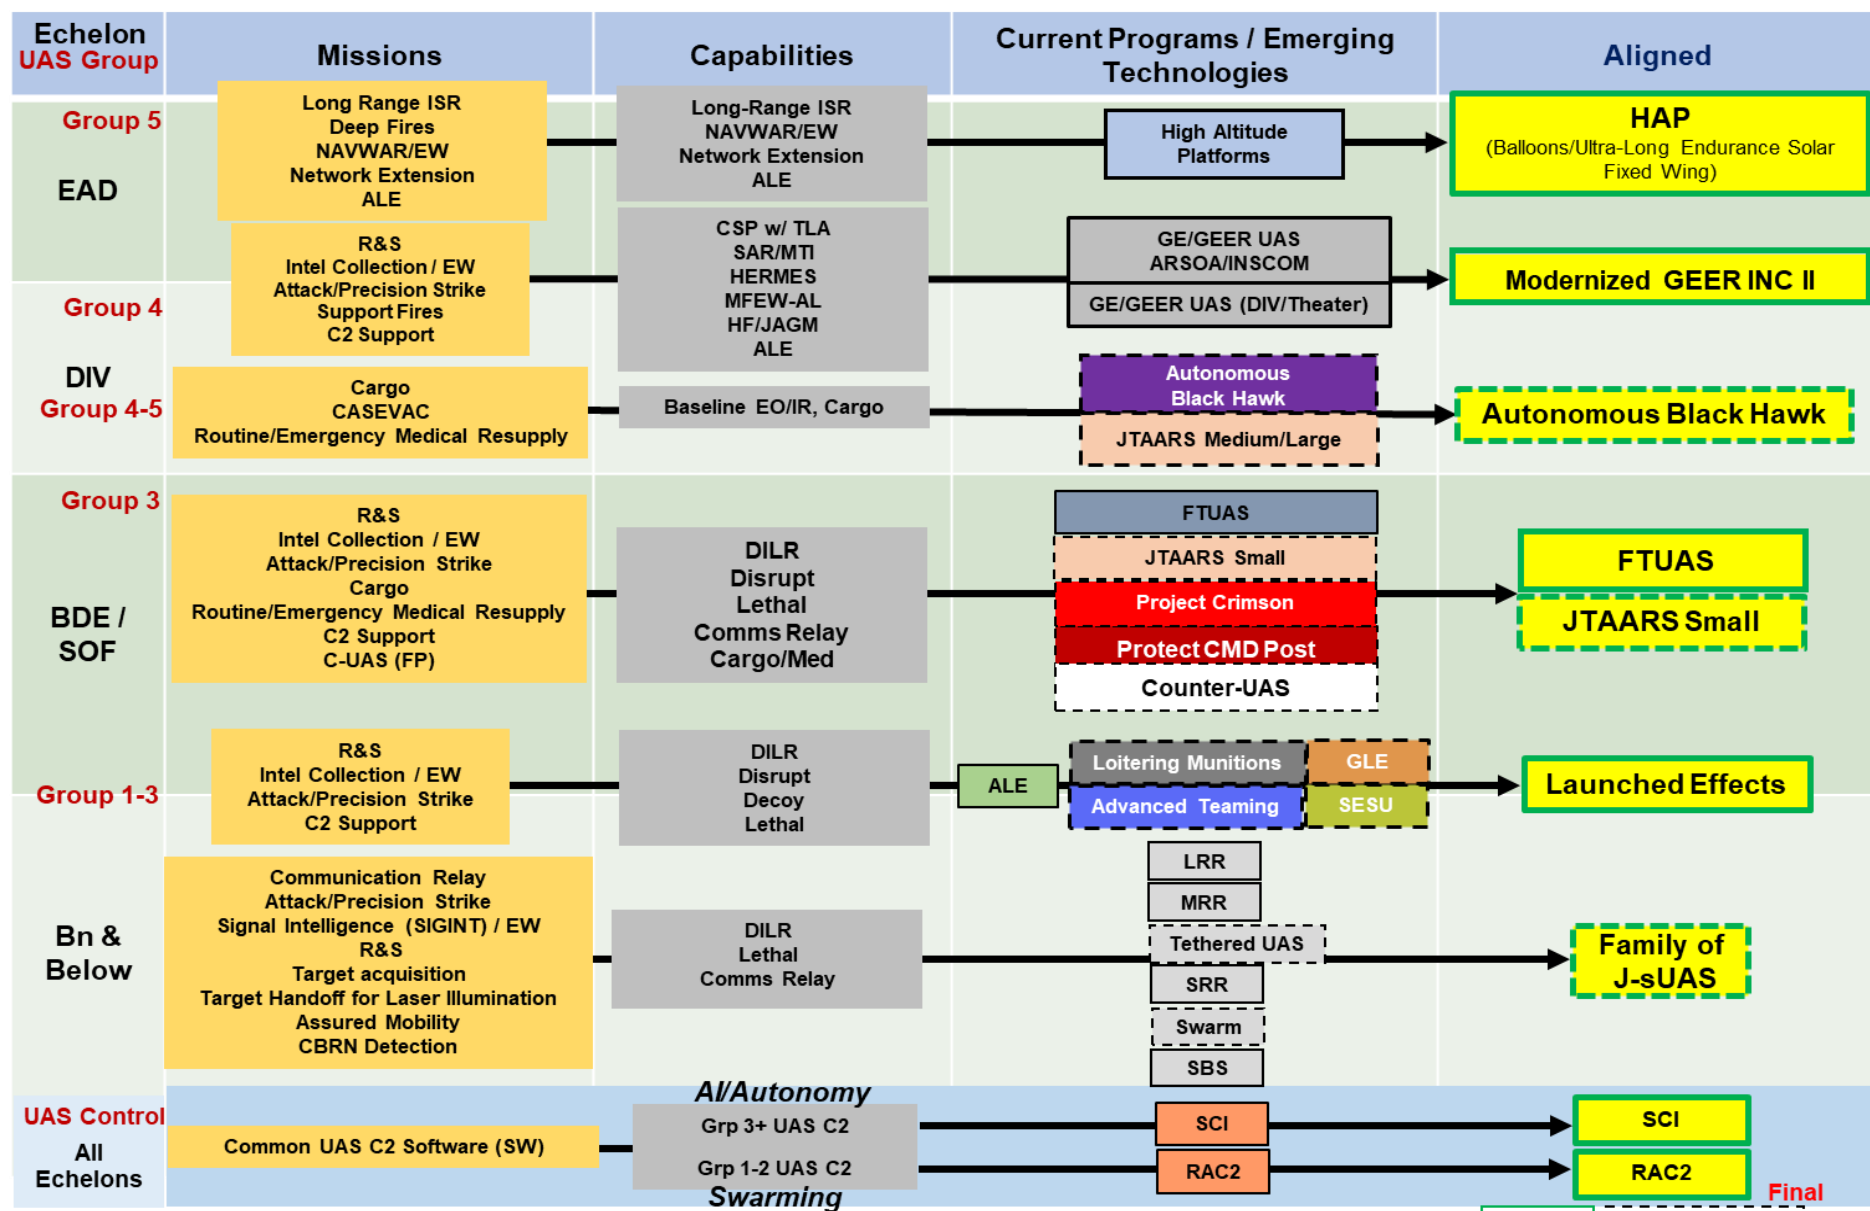 Echelon
UAS Group
Missions
Capabilities
Current Programs / Emerging
Technologies
Aligned
Group 5
EAD
Long Range ISR
Deep Fires
NAVWAR/EW
Network Extension
ALE
Long-Range ISR
NAVWAR/EW
Network Extension
ALE
High Altitude
Platforms
HAP
(Balloons/Ultra-Long Endurance Solar
Fixed Wing)
R&S
Intel Collection / EW
Attack/Precision Strike
Support Fires
C2 Support
CSP w/ TLA
SAR/MTI
HERMES
MFEW-AL
HF/JAGM
ALE
GE/GEER UAS
ARSOA/INSCOM
GE/GEER UAS (DIV/Theater)
Modernized GEER INC II
Group 4
DIV
Group 4-5
Cargo
CASEVAC
Routine/Emergency Medical Resupply
Baseline EO/IR, Cargo
Autonomous
Black Hawk
JTAARS Medium/Large
Autonomous Black Hawk
Group 3
BDE /
SOF
R&S
Intel Collection / EW
Attack/Precision Strike
Cargo
Routine/Emergency Medical Resupply
C2 Support
C-UAS (FP)
DILR
Disrupt
Lethal
Comms Relay
Cargo/Med
FTUAS
JTAARS Small
Project Crimson
Protect CMD Post
Counter-UAS
FTUAS
JTAARS Small
Group 1-3
R&S
Intel Collection / EW
Attack/Precision Strike
C2 Support
DILR
Disrupt
Decoy
Lethal
ALE
Loitering Munitions
GLE
Advanced Teaming
SESU
Launched Effects
Bn &
Below
Communication Relay
Attack/Precision Strike
Signal Intelligence (SIGINT) / EW
R&S
Target acquisition
Target Handoff for Laser Illumination
Assured Mobility
CBRN Detection
DILR
Lethal
Comms Relay
LRR
MRR
Tethered UAS
SRR
Swarm
SBS
Family of
J-sUAS
UAS Control
All
Echelons
Common UAS C2 Software (SW)
AI/Autonomy
Grp 3+ UAS C2
Grp 1-2 UAS C2
Swarming
SCI
RAC2
SCI
RAC2
Final